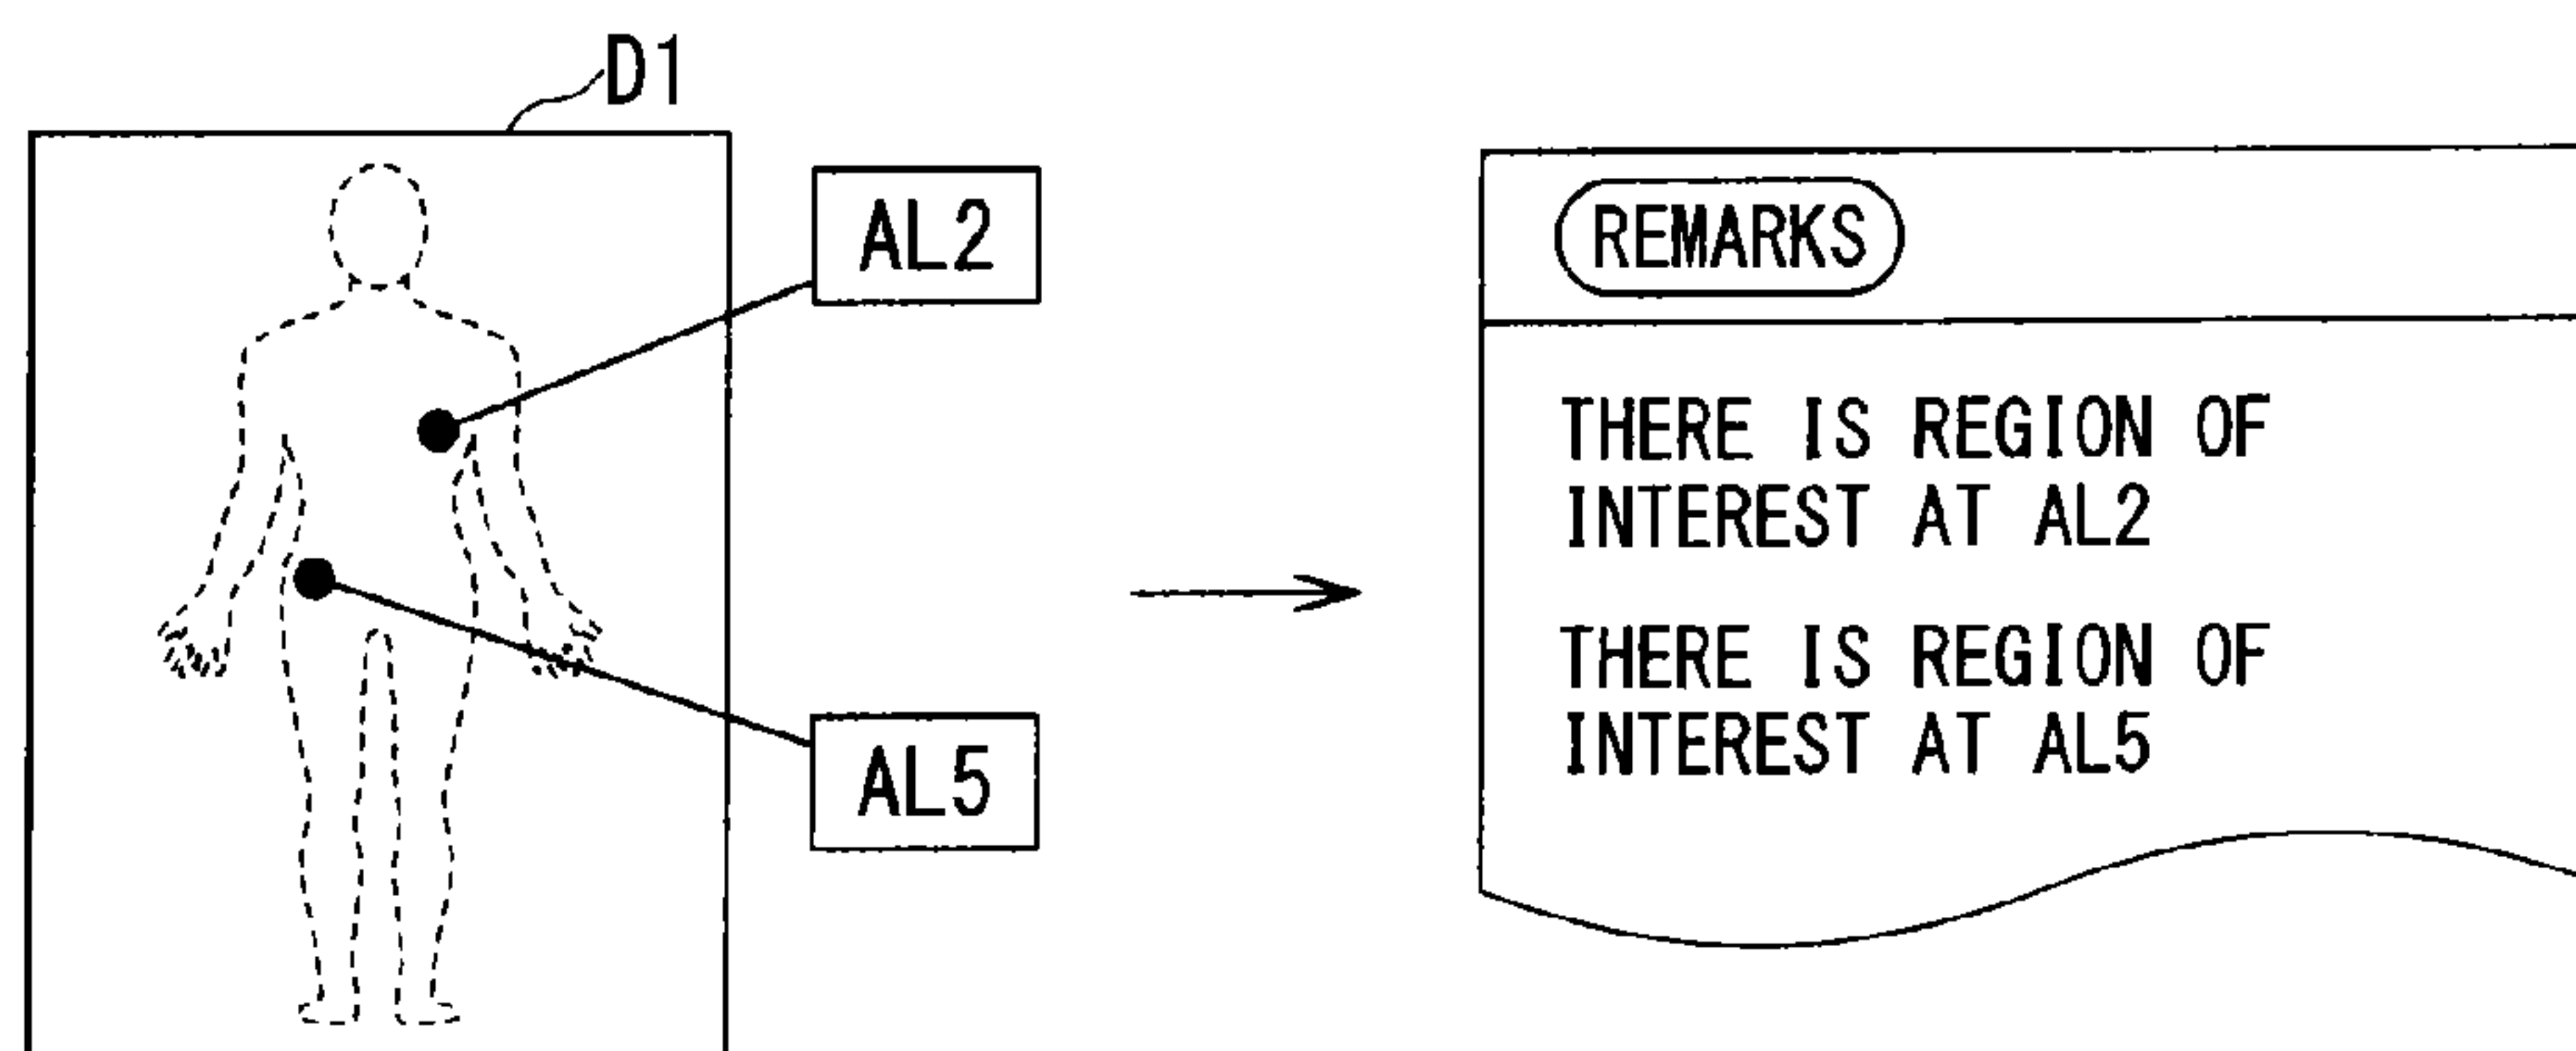 D1
AL2
AL5
REMARKS
THERE IS REGION OF
INTEREST AT AL2
THERE IS REGION OF
INTEREST AT AL5